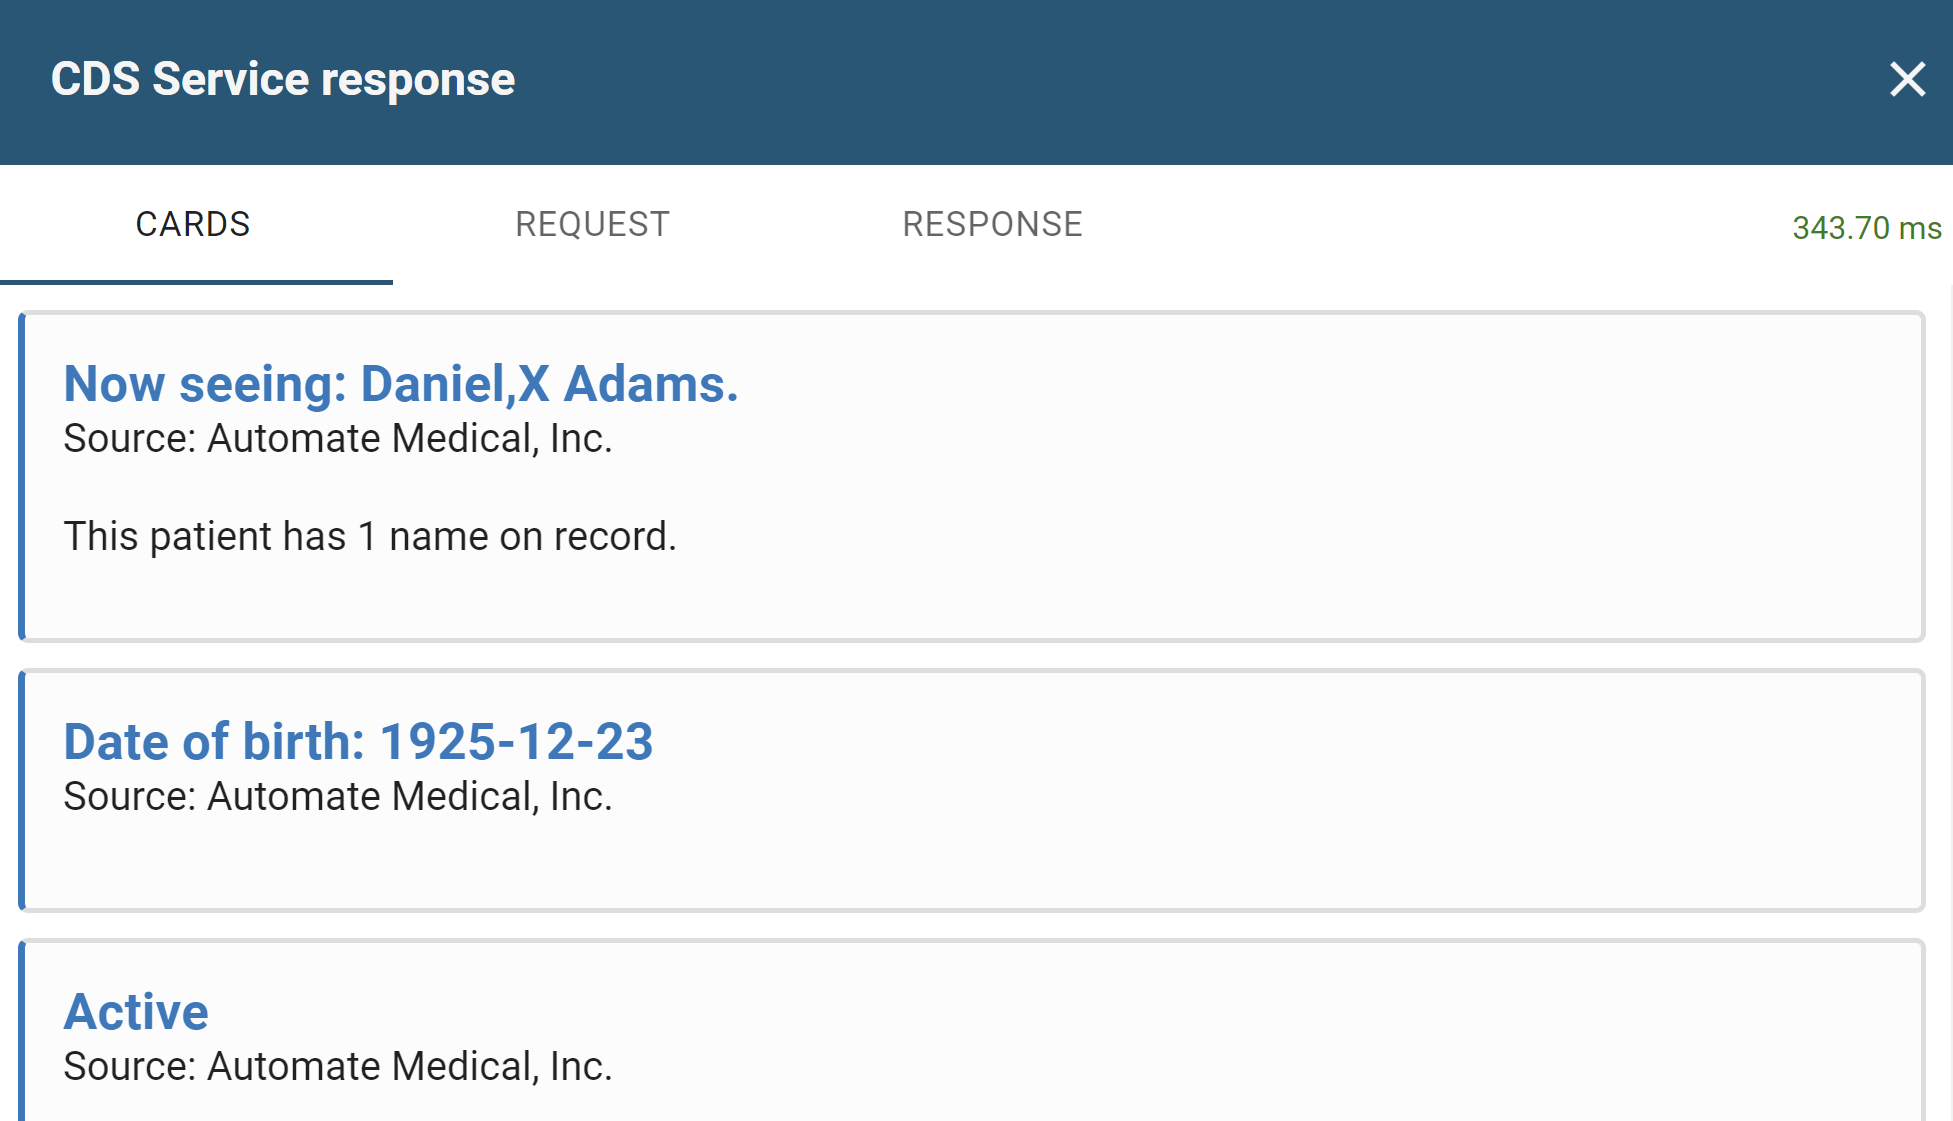 CDS Service response
CARDS REQUEST RESPONSE 343.70 ms
Now seeing: Daniel,X Adams.
Source: Automate Medical, Inc.
This patient has 1 name on record.
Date of birth: 1925-12-23
Source: Automate Medical, Inc.
Active
Source: Automate Medical, Inc.